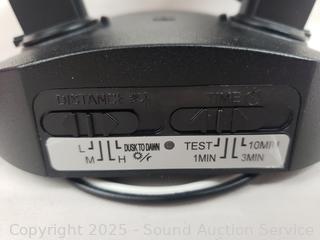 DISTANCE TIME
L DUSK TO DAWN TEST 10MIN
M H 1MIN 3MIN
Copyright 2025 - Sound Auction Service